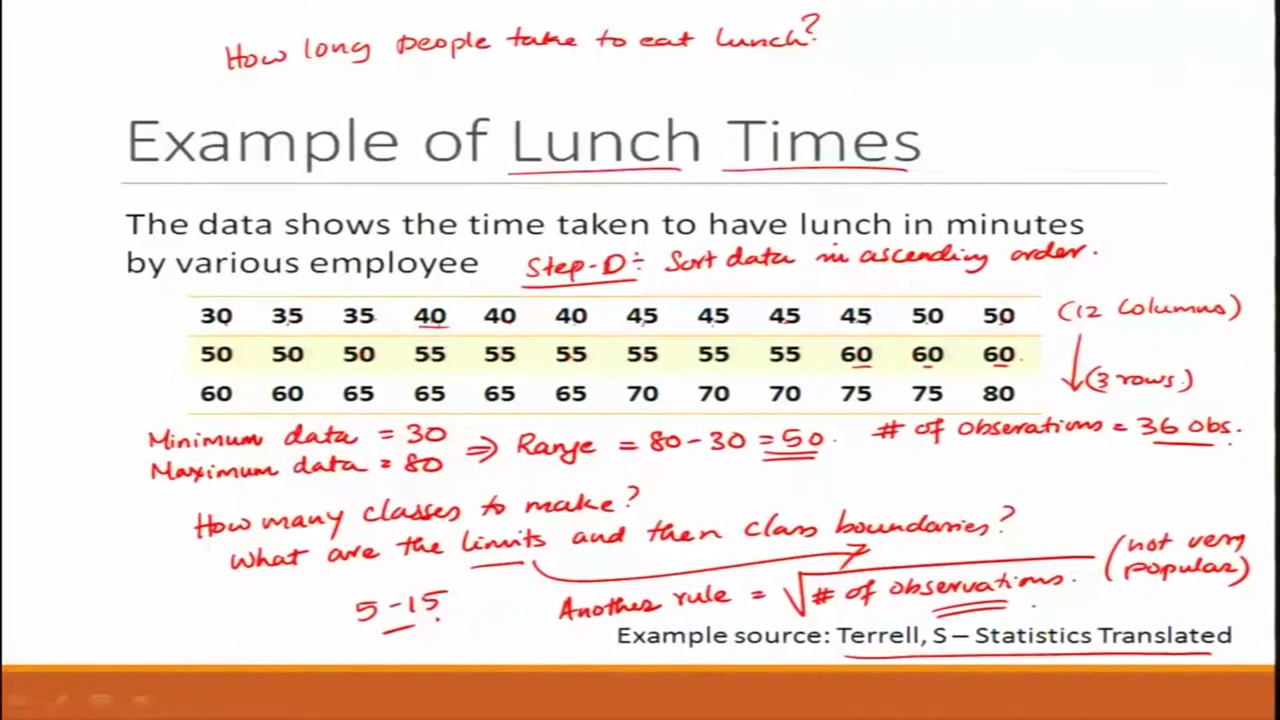 How long people take to eat lunch?
Example of Lunch Times
The data shows the time taken to have lunch in minutes
by various employee Step-D÷ Sort data in ascending order.
30 35 35 40 40 40 45 45 45 45 50 50 (12 columns)
50 50 50 55 55 55 55 55 55 60 60 60
60 60 65 65 65 65 70 70 70 75 75 80 (3 rows.)
Minimum data = 30 ⇒ Range = 80-30 = 50. # of obserations = 36 obs.
Maximum data = 80
How many classes to make?
What are the limits and then class boundaries?
5-15 Another rule = √# of observations. (not very popular)
Example source: Terrell, S – Statistics Translated